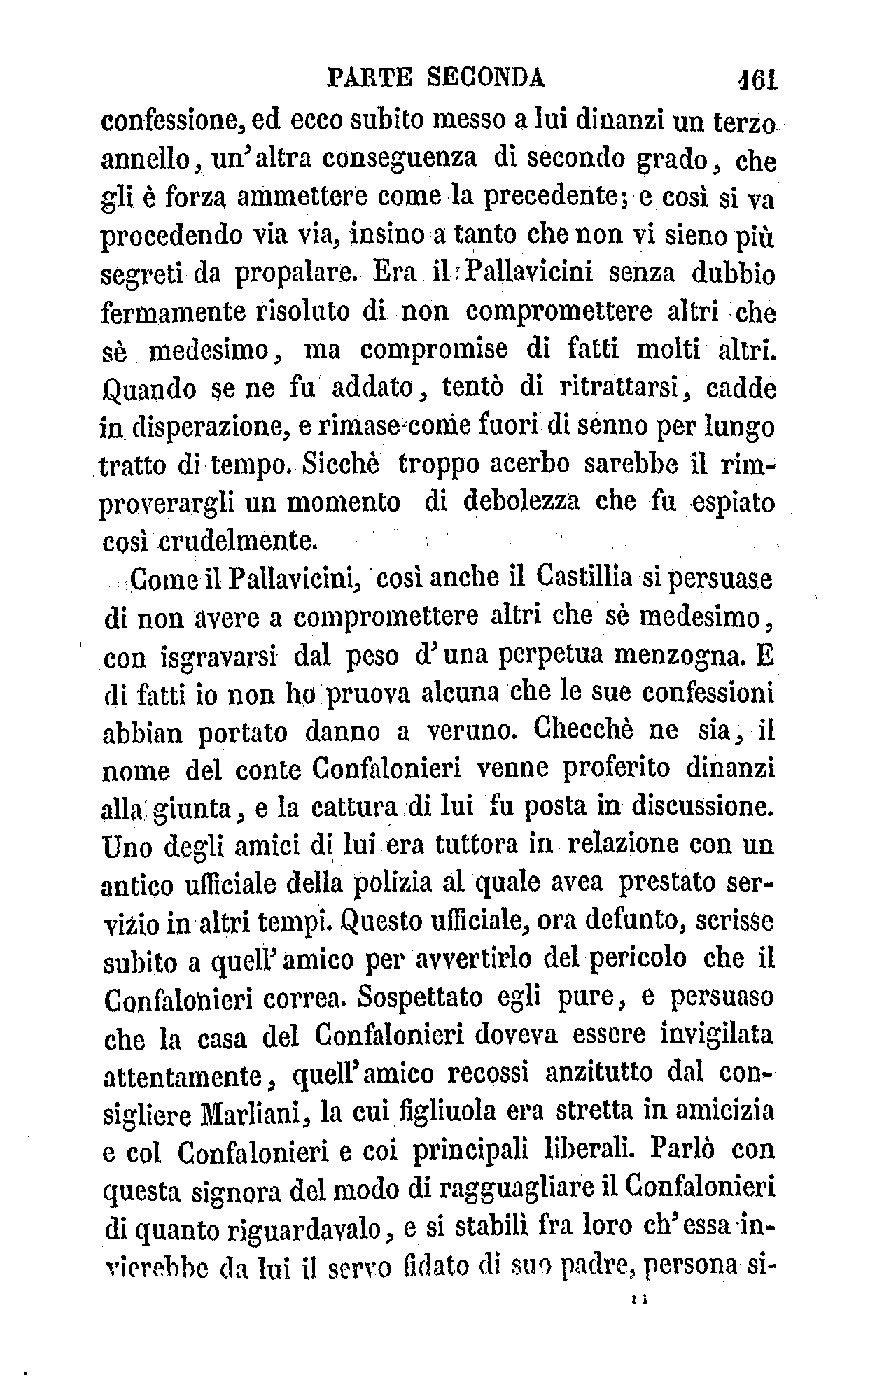 PARTE SECONDA 161
confessione, ed ecco subito messo a lui dinanzi un terzo
annello, un' altra conseguenza di secondo grado, che
gli è forza ammettere come la precedente; e così si va
procedendo via via, insino a tanto che non vi sieno più
segreti da propalare. Era il Pallavicini senza dubbio
fermamente risoluto di non compromettere altri che
sè medesimo, ma compromise di fatti molti altri.
Quando se ne fu addato, tentò di ritrattarsi, cadde
in disperazione, e rimase come fuori di senno per lungo
tratto di tempo. Sicchè troppo acerbo sarebbe il rim-
proverargli un momento di debolezza che fu espiato
così crudelmente.
Come il Pallavicini, così anche il Castillia si persuase
di non avere a compromettere altri che sè medesimo,
con isgravarsi dal peso d' una perpetua menzogna. E
di fatti io non ho pruova alcuna che le sue confessioni
abbian portato danno a veruno. Checchè ne sia, il
nome del conte Confalonieri venne proferito dinanzi
alla giunta, e la cattura di lui fu posta in discussione.
Uno degli amici di lui era tuttora in relazione con un
antico ufficiale della polizia al quale avea prestato ser-
vizio in altri tempi. Questo ufficiale, ora defunto, scrisse
subito a quell' amico per avvertirlo del pericolo che il
Confalonieri correa. Sospettato egli pure, e persuaso
che la casa del Confalonieri doveva essere invigilata
attentamente, quell' amico recossi anzitutto dal con-
sigliere Marliani, la cui figliuola era stretta in amicizia
e col Confalonieri e coi principali liberali. Parlò con
questa signora del modo di ragguagliare il Confalonieri
di quanto riguardavalo, e si stabilì fra loro ch' essa in-
vierebbe da lui il servo fidato di suo padre, persona si-
11